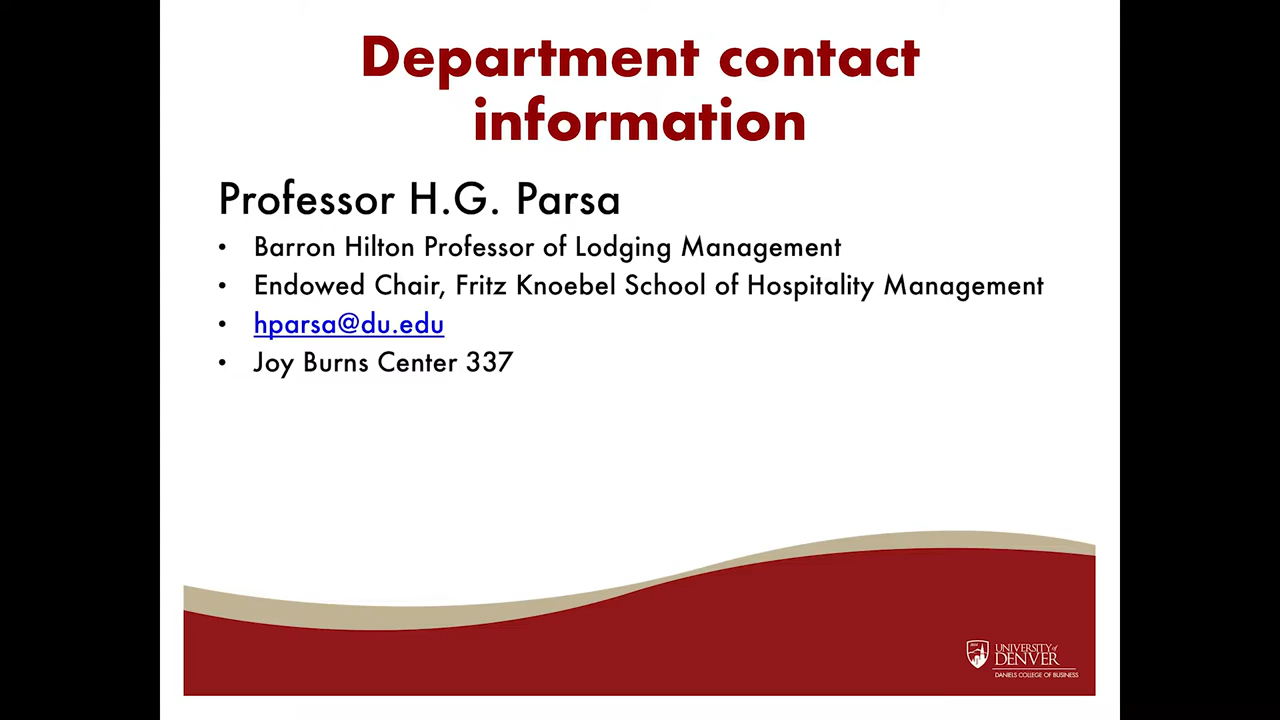 Department contact
information
Professor H.G. Parsa
• Barron Hilton Professor of Lodging Management
• Endowed Chair, Fritz Knoebel School of Hospitality Management
• hparsa@du.edu
• Joy Burns Center 337
UNIVERSITY of
DENVER
DANIELS COLLEGE OF BUSINESS